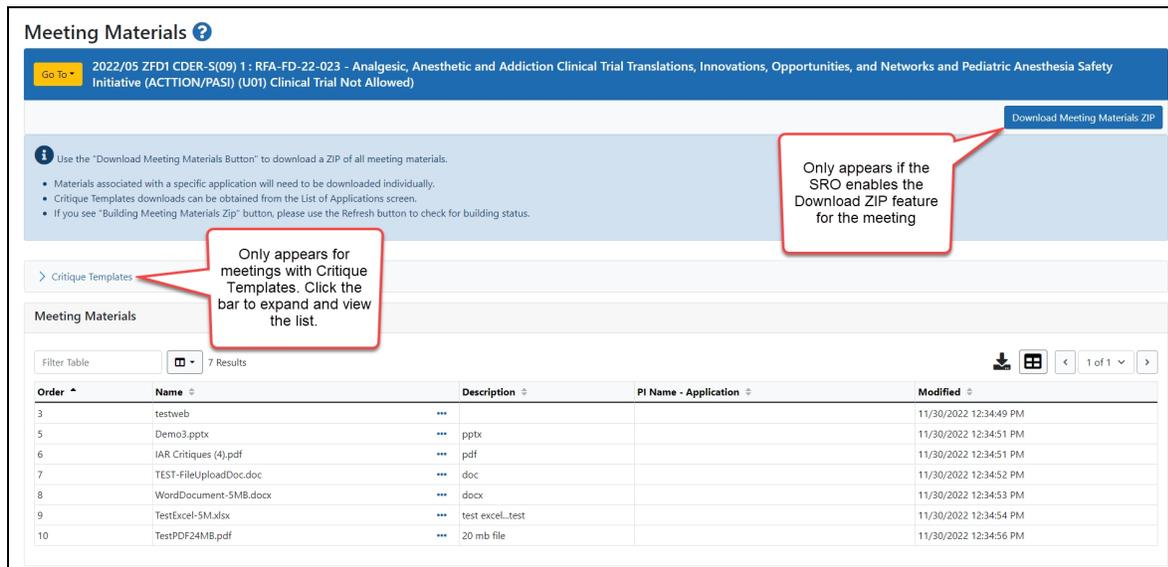 Meeting Materials ?
Go To
2022/05 ZFD1 CDER-S(09) 1 : RFA-FD-22-023 - Analgesic, Anesthetic and Addiction Clinical Trial Translations, Innovations, Opportunities, and Networks and Pediatric Anesthesia Safety
Initiative (ACTTION/PASI) (U01) Clinical Trial Not Allowed)
Download Meeting Materials ZIP
i Use the "Download Meeting Materials Button" to download a ZIP of all meeting materials.
• Materials associated with a specific application will need to be downloaded individually.
• Critique Templates downloads can be obtained from the List of Applications screen.
• If you see "Building Meeting Materials Zip" button, please use the Refresh button to check for building status.
Only appears if the
SRO enables the
Download ZIP feature
for the meeting
> Critique Templates
Only appears for
meetings with Critique
Templates. Click the
bar to expand and view
the list.
Meeting Materials
Filter Table 7 Results < 1 of 1 >
Order Name Description PI Name - Application Modified
3 testweb ••• 11/30/2022 12:34:49 PM
5 Demo3.pptx ••• pptx 11/30/2022 12:34:51 PM
6 IAR Critiques (4).pdf ••• pdf 11/30/2022 12:34:51 PM
7 TEST-FileUploadDoc.doc ••• doc 11/30/2022 12:34:52 PM
8 WordDocument-5MB.docx ••• docx 11/30/2022 12:34:53 PM
9 TestExcel-5M.xlsx ••• test excel...test 11/30/2022 12:34:54 PM
10 TestPDF24MB.pdf ••• 20 mb file 11/30/2022 12:34:56 PM